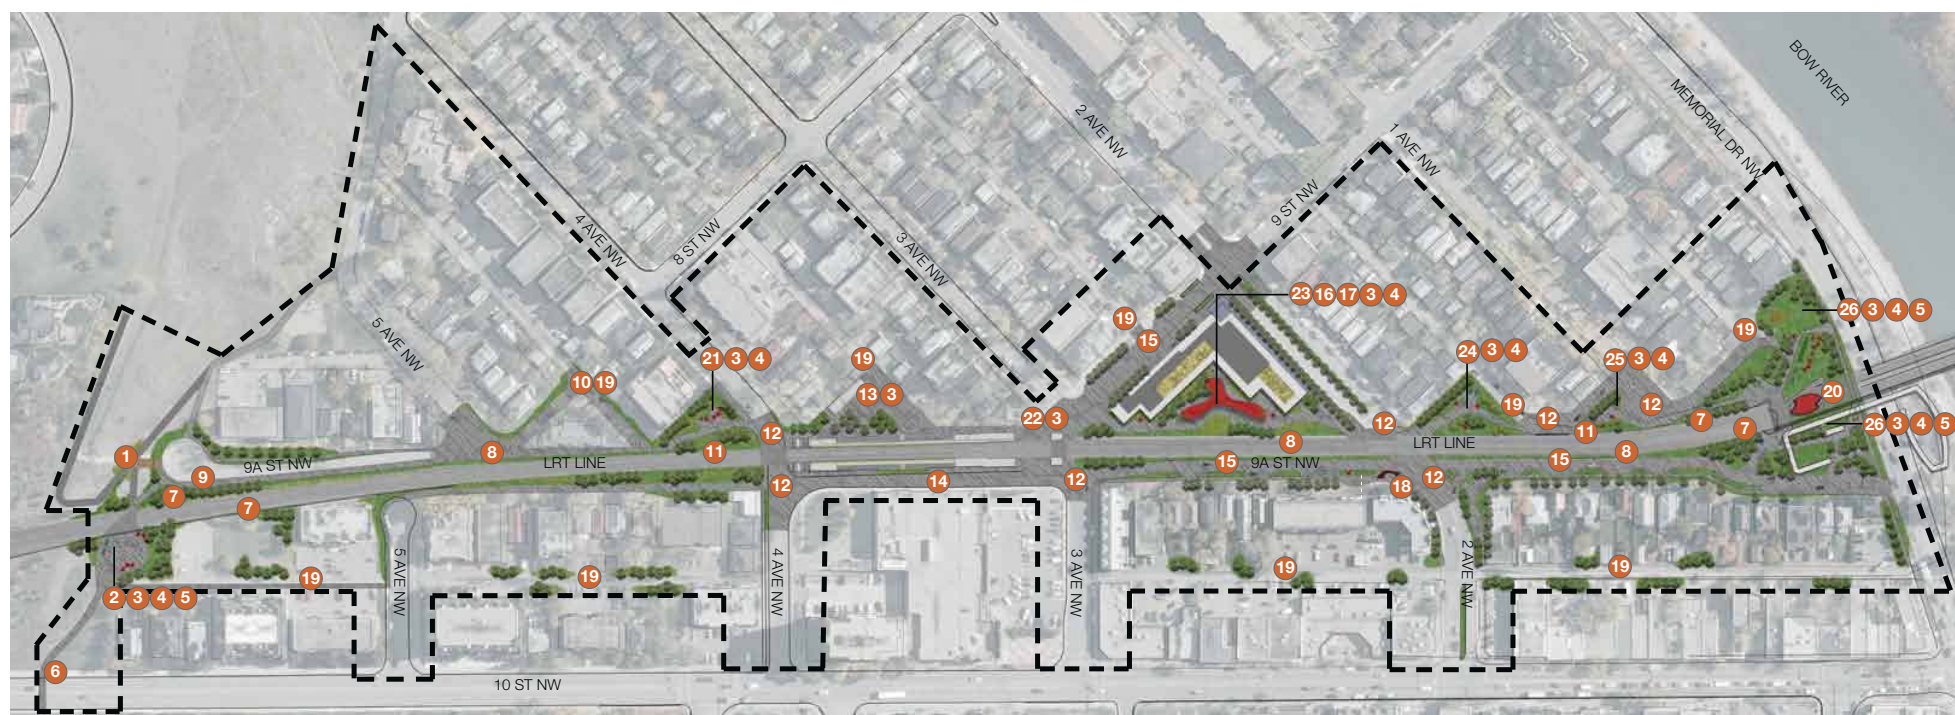 BOW RIVER
MEMORIAL DR NW
2 AVE NW
1 AVE NW
9 ST NW
4 AVE NW
8 ST NW
3 AVE NW
23 16 17 3 4
26 3 4 5
19
15
19
5 AVE NW
21 3 4
19
24 3 4
25 3 4
10 19
13 3
20
22 3
19
12
12
7
12
12
11
7
26 3 4 5
8
LRT LINE
11
8
LRT LINE
8
1
9
9A ST NW
15
9A ST NW
15
7
7
12
14
12
18
12
5 AVE NW
4 AVE NW
3 AVE NW
2 AVE NW
19
19
19
19
2 3 4 5
6
10 ST NW